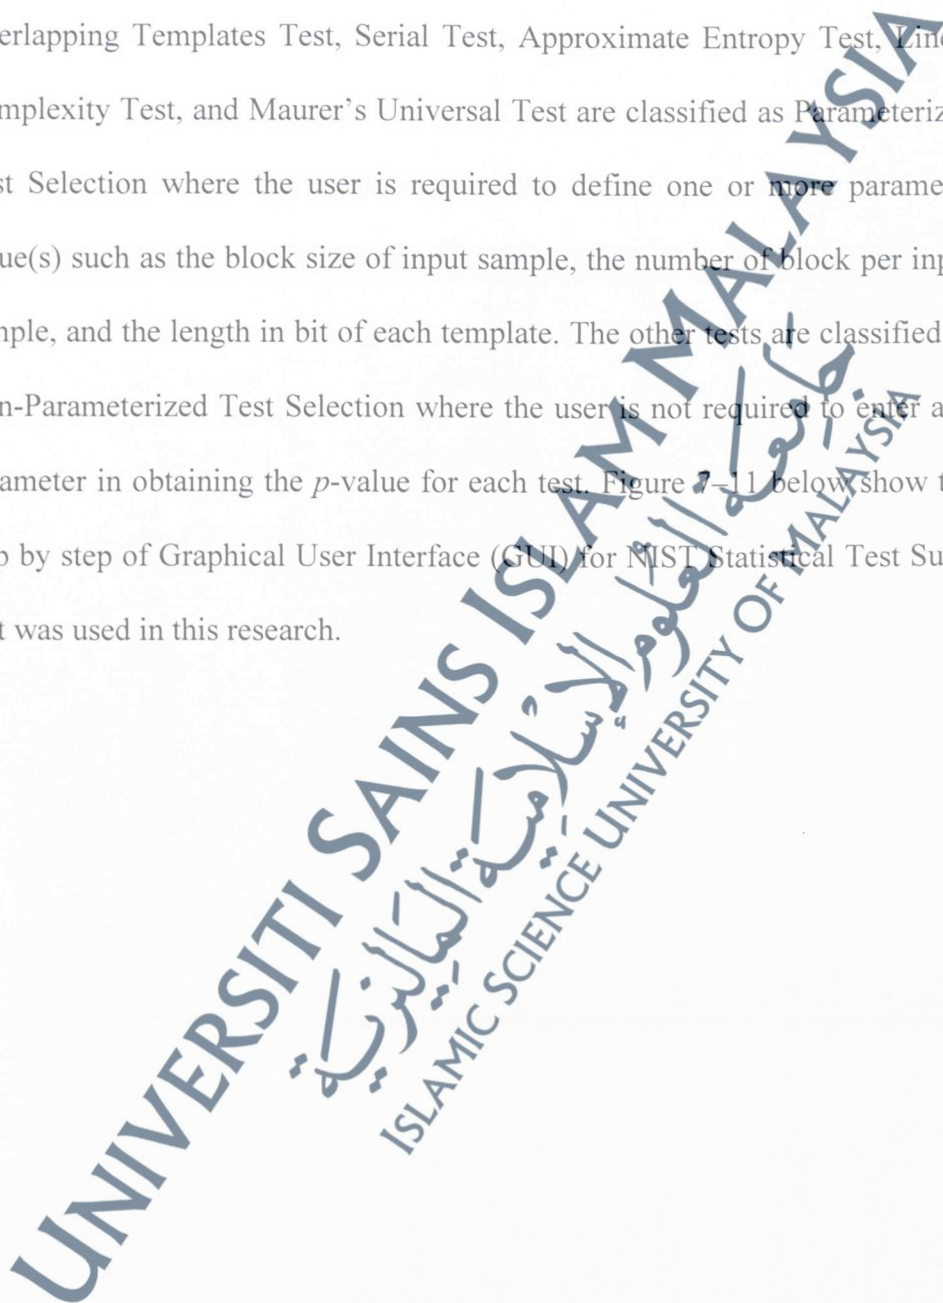 erlapping Templates Test, Serial Test, Approximate Entropy Test, Line
mplexity Test, and Maurer's Universal Test are classified as Parameteriz
st Selection where the user is required to define one or more parame
ue(s) such as the block size of input sample, the number of block per inp
mple, and the length in bit of each template. The other tests are classified
n-Parameterized Test Selection where the user is not required to enter a
ameter in obtaining the p-value for each test. Figure 7–11 below show t
p by step of Graphical User Interface (GUI) for NIST Statistical Test Su
t was used in this research.
UNIVERSITI SAINS ISLAM MALAYSIA
جامعة العلوم الإسلامية الماليزية
ISLAMIC SCIENCE UNIVERSITY OF MALAYSIA